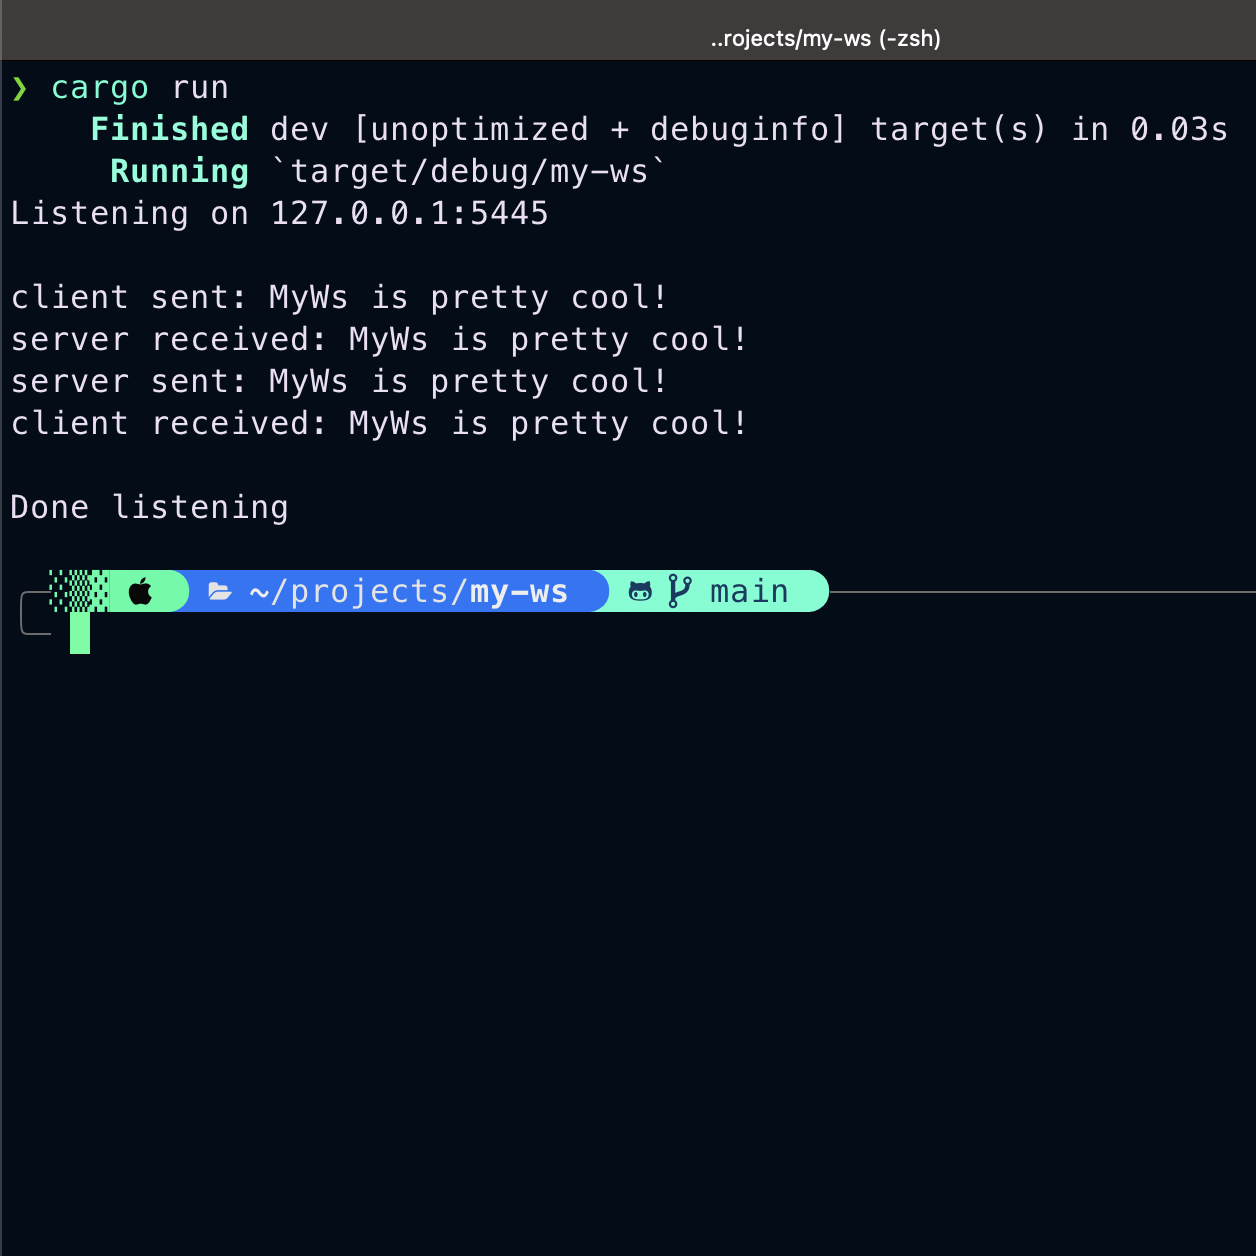 ..rojects/my-ws (-zsh)
❯ cargo run
Finished dev [unoptimized + debuginfo] target(s) in 0.03s
Running `target/debug/my-ws`
Listening on 127.0.0.1:5445
client sent: MyWs is pretty cool!
server received: MyWs is pretty cool!
server sent: MyWs is pretty cool!
client received: MyWs is pretty cool!
Done listening
~/projects/my-ws main